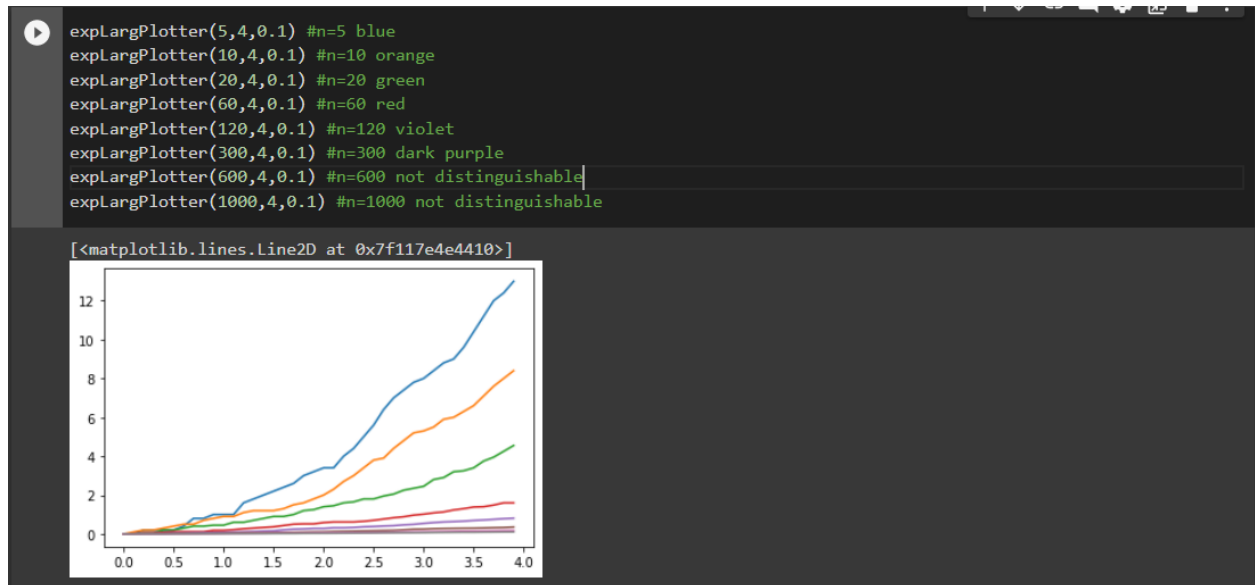 expLargPlotter(5,4,0.1) #n=5 blue
expLargPlotter(10,4,0.1) #n=10 orange
expLargPlotter(20,4,0.1) #n=20 green
expLargPlotter(60,4,0.1) #n=60 red
expLargPlotter(120,4,0.1) #n=120 violet
expLargPlotter(300,4,0.1) #n=300 dark purple
expLargPlotter(600,4,0.1) #n=600 not distinguishable
expLargPlotter(1000,4,0.1) #n=1000 not distinguishable
[<matplotlib.lines.Line2D at 0x7f117e4e4410>]
12
10
8
6
4
2
0
0.0 0.5 1.0 1.5 2.0 2.5 3.0 3.5 4.0